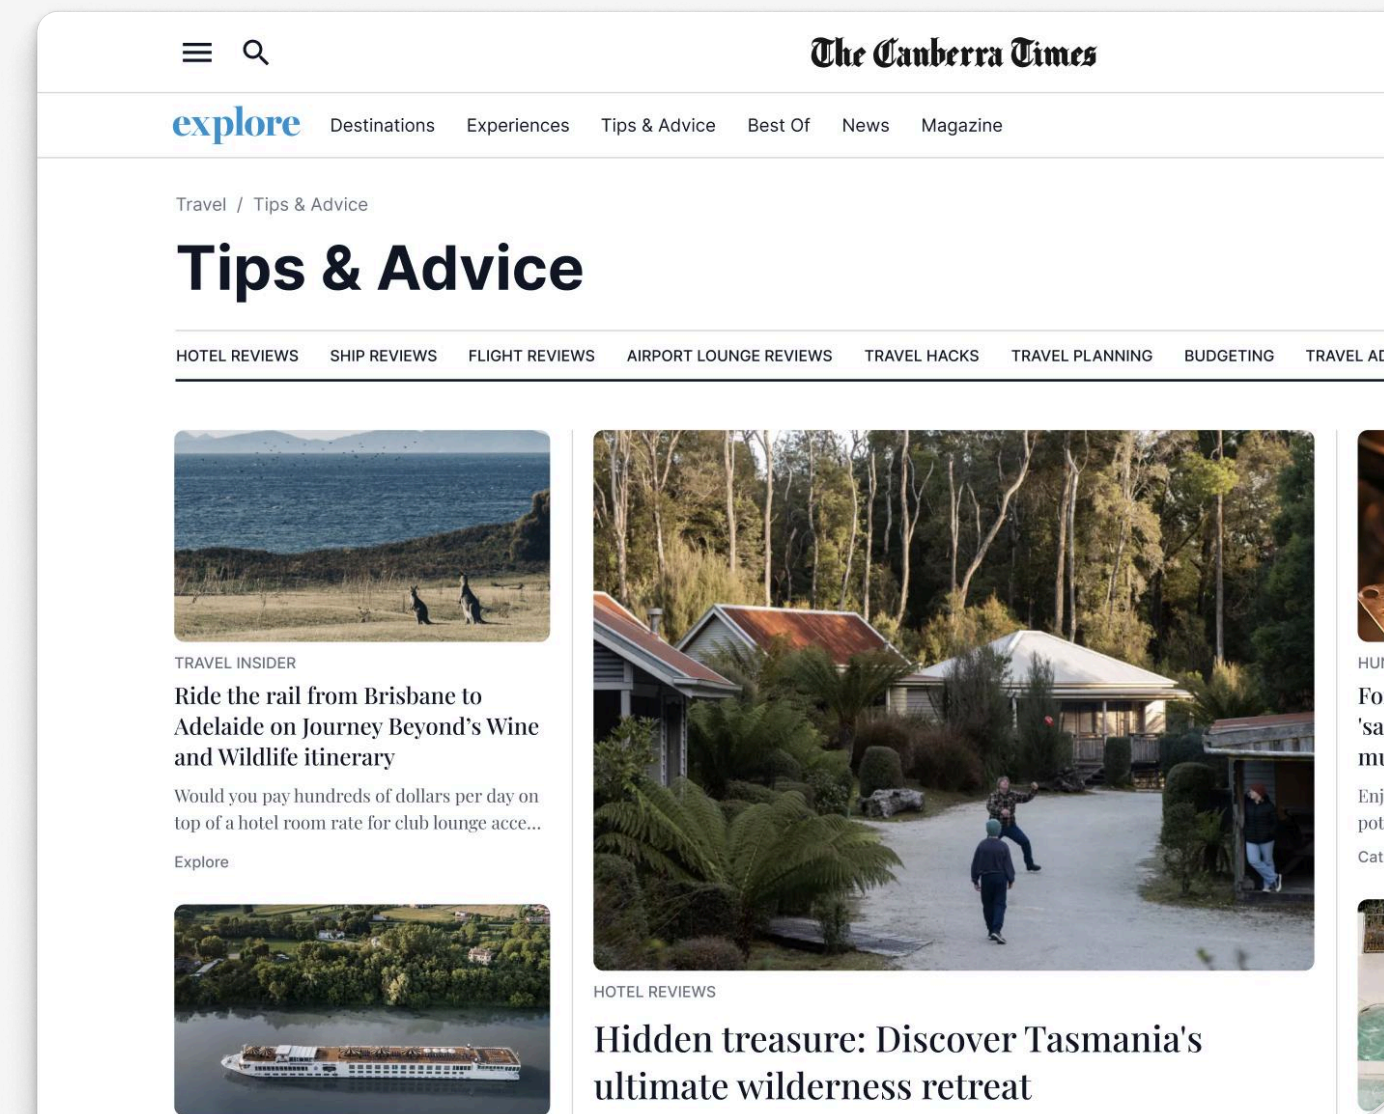 The Canberra Times
explore Destinations Experiences Tips & Advice Best Of News Magazine
Travel / Tips & Advice
Tips & Advice
HOTEL REVIEWS SHIP REVIEWS FLIGHT REVIEWS AIRPORT LOUNGE REVIEWS TRAVEL HACKS TRAVEL PLANNING BUDGETING TRAVEL
TRAVEL INSIDER
Ride the rail from Brisbane to
Adelaide on Journey Beyond’s Wine
and Wildlife itinerary
Would you pay hundreds of dollars per day on
top of a hotel room rate for club lounge acce...
Explore
HOTEL REVIEWS
Hidden treasure: Discover Tasmania's
ultimate wilderness retreat